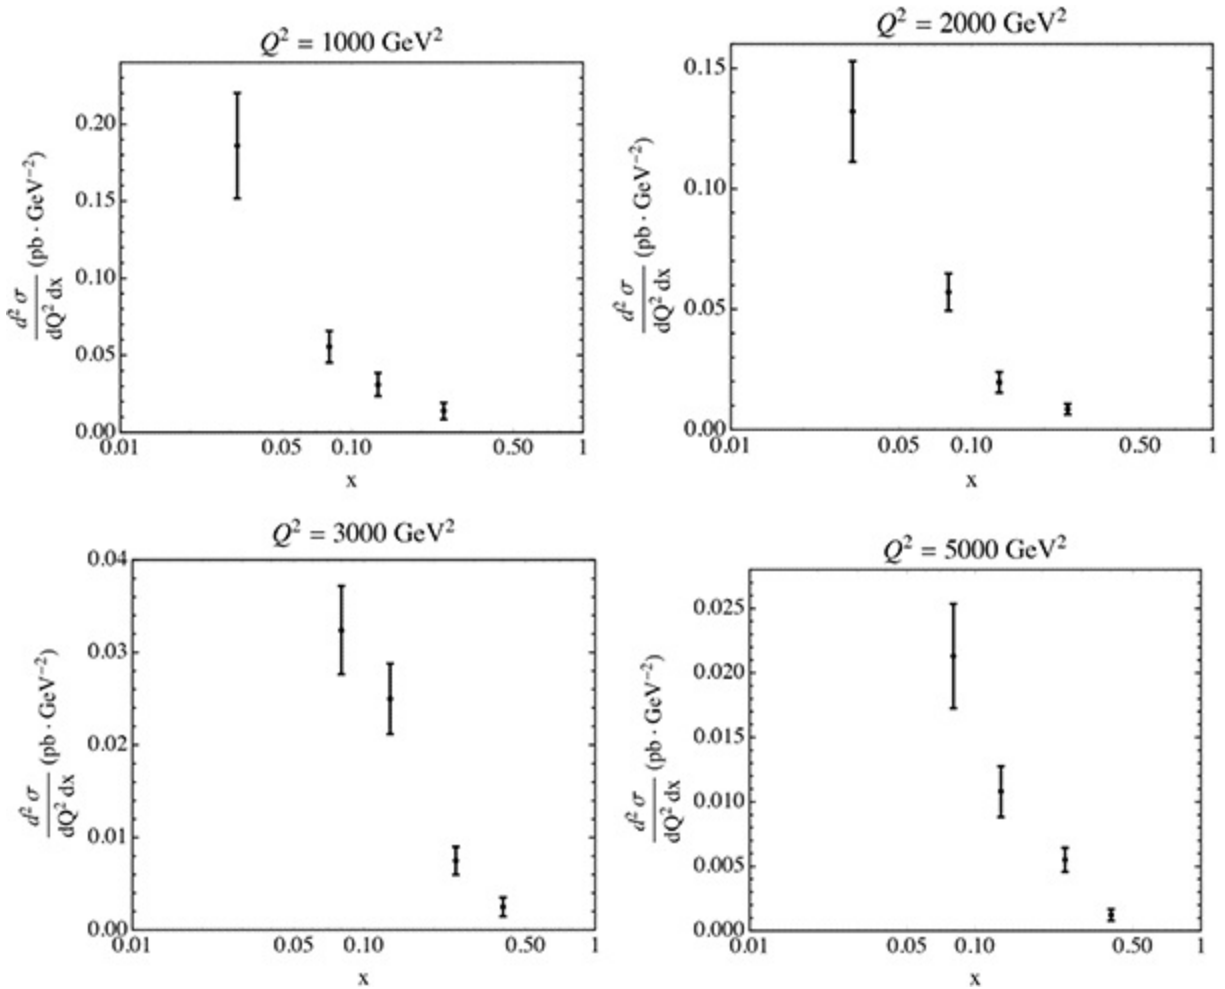 Q² = 1000 GeV²
0.20
0.15
0.10
0.05
0.00
d² σ
dQ² dx
(pb · GeV⁻²)
0.01 0.05 0.10 0.50 1
x
Q² = 2000 GeV²
0.15
0.10
0.05
0.00
d² σ
dQ² dx
(pb · GeV⁻²)
0.01 0.05 0.10 0.50 1
x
Q² = 3000 GeV²
0.04
0.03
0.02
0.01
0.00
d² σ
dQ² dx
(pb · GeV⁻²)
0.01 0.05 0.10 0.50 1
x
Q² = 5000 GeV²
0.025
0.020
0.015
0.010
0.005
0.000
d² σ
dQ² dx
(pb · GeV⁻²)
0.01 0.05 0.10 0.50 1
x